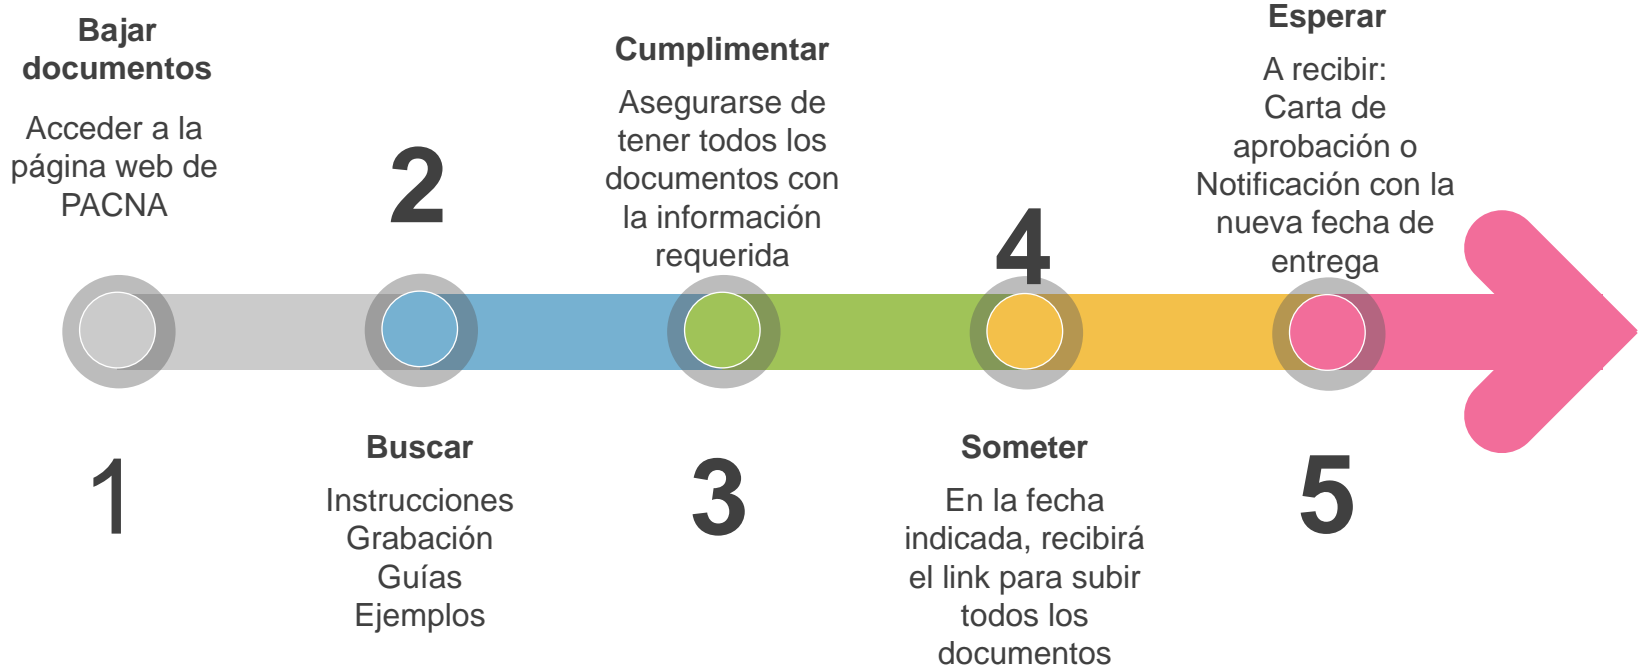 Bajar
documentos
Acceder a la
página web de
PACNA
1
2
Buscar
Instrucciones
Grabación
Guías
Ejemplos
Cumplimentar
Asegurarse de
tener todos los
documentos con
la información
requerida
3
4
Someter
En la fecha
indicada, recibirá
el link para subir
todos los
documentos
Esperar
A recibir:
Carta de
aprobación o
Notificación con la
nueva fecha de
entrega
5